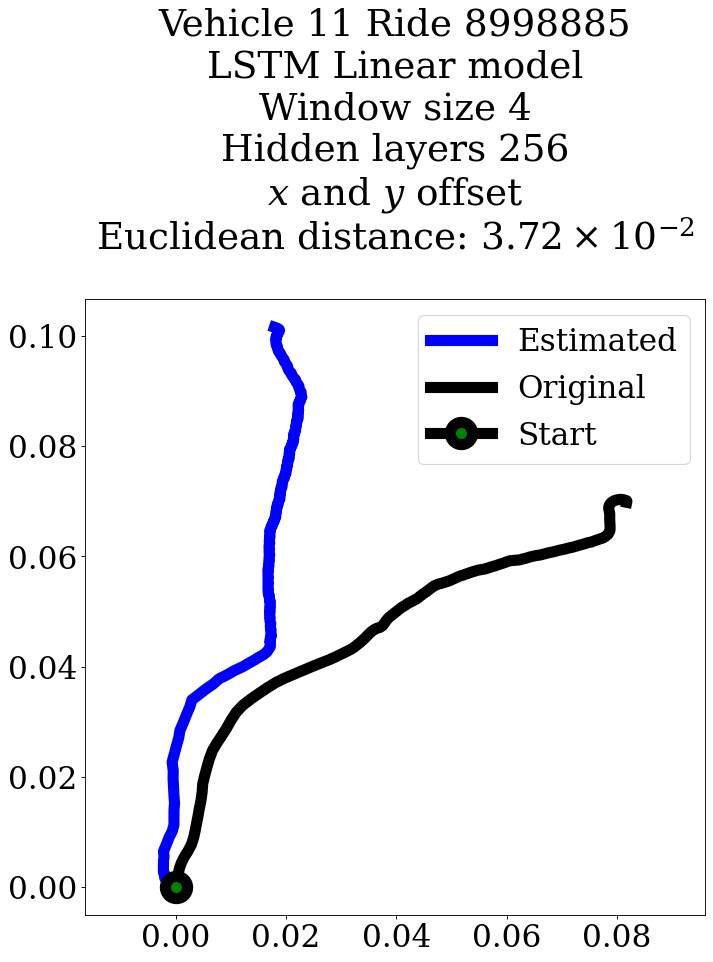 Vehicle 11 Ride 8998885
LSTM Linear model
Window size 4
Hidden layers 256
x and y offset
Euclidean distance: 3.72 × 10⁻²
0.10
0.08
0.06
0.04
0.02
0.00
Estimated
Original
Start
0.00 0.02 0.04 0.06 0.08